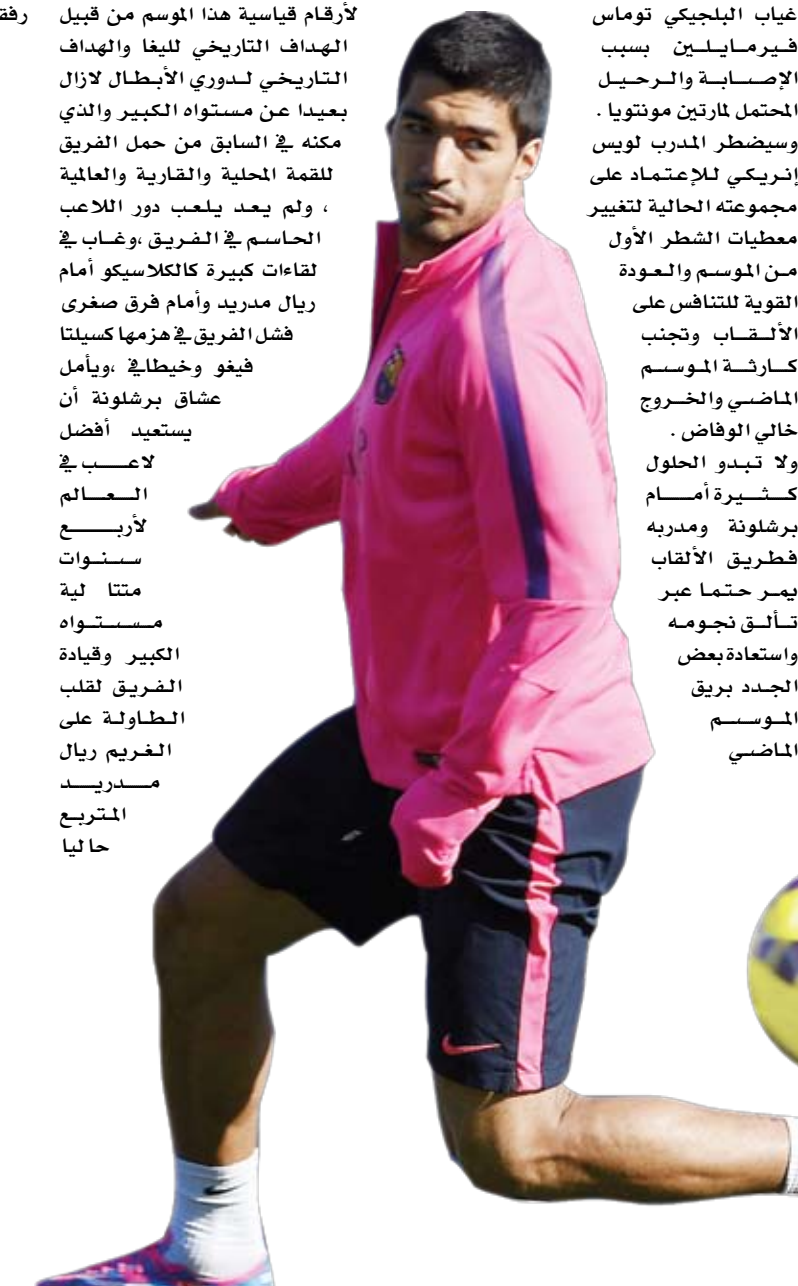 غياب البلجيكي توماس
فيرمايلين بسبب
الإصابة والرحيل
المحتمل لمارتين مونتويا .
وسيضطر المدرب لويس
إنريكي للإعتماد على
مجموعته الحالية لتغيير
معطيات الشطر الأول
من الموسم والعودة
القوية للتنافس على
الألقاب وتجنب
كارثة الموسم
الماضي والخروج
خالي الوفاض .
ولا تبدو الحلول
كثيرة أمام
برشلونة ومدربه
فطريق الألقاب
يمر حتما عبر
تألق نجومه
واستعادة بعض
الجدد بريق
الموسم
الماضي
لأرقام قياسية هذا الموسم من قبيل
الهداف التاريخي لليغا والهداف
التاريخي لدوري الأبطال لازال
بعيدا عن مستواه الكبير والذي
مكنه في السابق من حمل الفريق
للقمة المحلية والقارية والعالمية
، ولم يعد يلعب دور اللاعب
الحاسم في الفريق ،وغاب في
لقاءات كبيرة كالكلاسيكو أمام
ريال مدريد وأمام فرق صغرى
فشل الفريق في هزمها كسيلتا
فيغو وخيطافي ،ويأمل
عشاق برشلونة أن
يستعيد أفضل
لاعب في
العالم
لأربع
سنوات
متتا لية
مستواه
الكبير وقيادة
الفريق لقلب
الطاولة على
الغريم ريال
مدريد
المتربع
حاليا